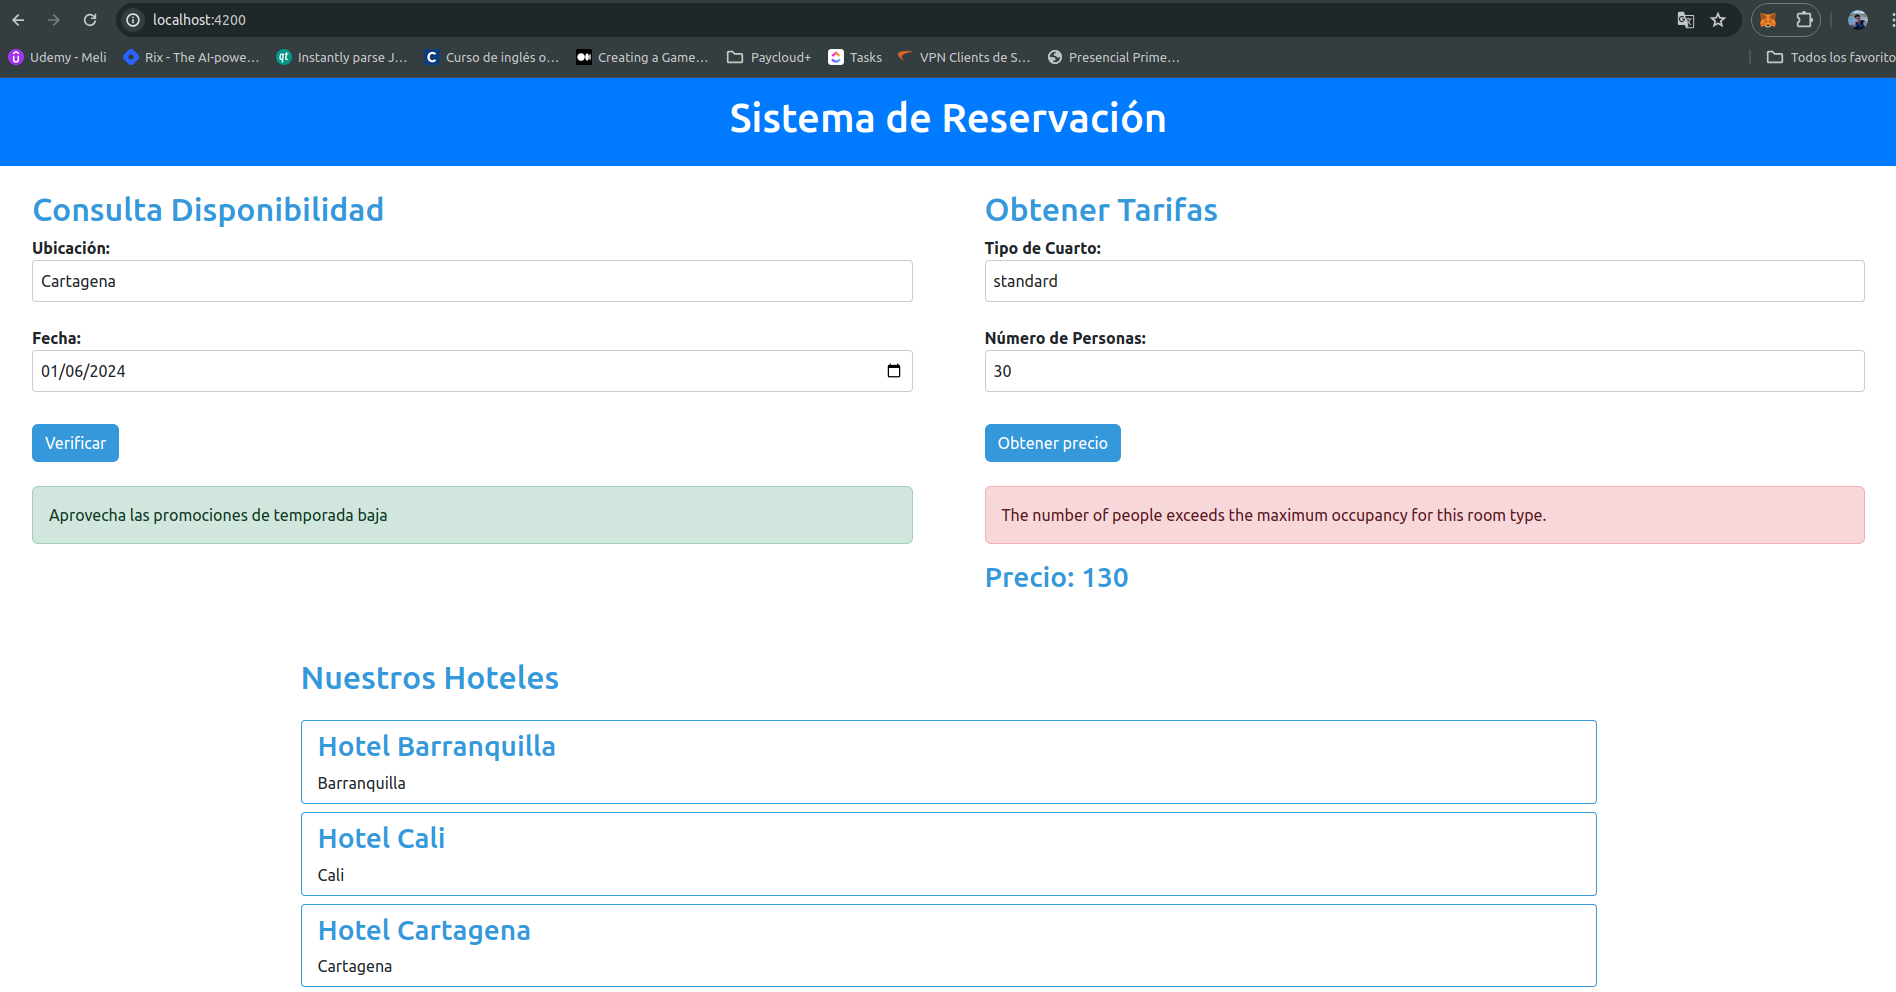 localhost:4200
Udemy - Meli Rix - The AI-powe... Instantly parse J... Curso de inglés o... Creating a Game... Paycloud+ Tasks VPN Clients de S... Presencial Prime... Todos los favorito
Sistema de Reservación
Consulta Disponibilidad
Ubicación:
Cartagena
Fecha:
01/06/2024
Verificar
Aprovecha las promociones de temporada baja
Obtener Tarifas
Tipo de Cuarto:
standard
Número de Personas:
30
Obtener precio
The number of people exceeds the maximum occupancy for this room type.
Precio: 130
Nuestros Hoteles
Hotel Barranquilla
Barranquilla
Hotel Cali
Cali
Hotel Cartagena
Cartagena